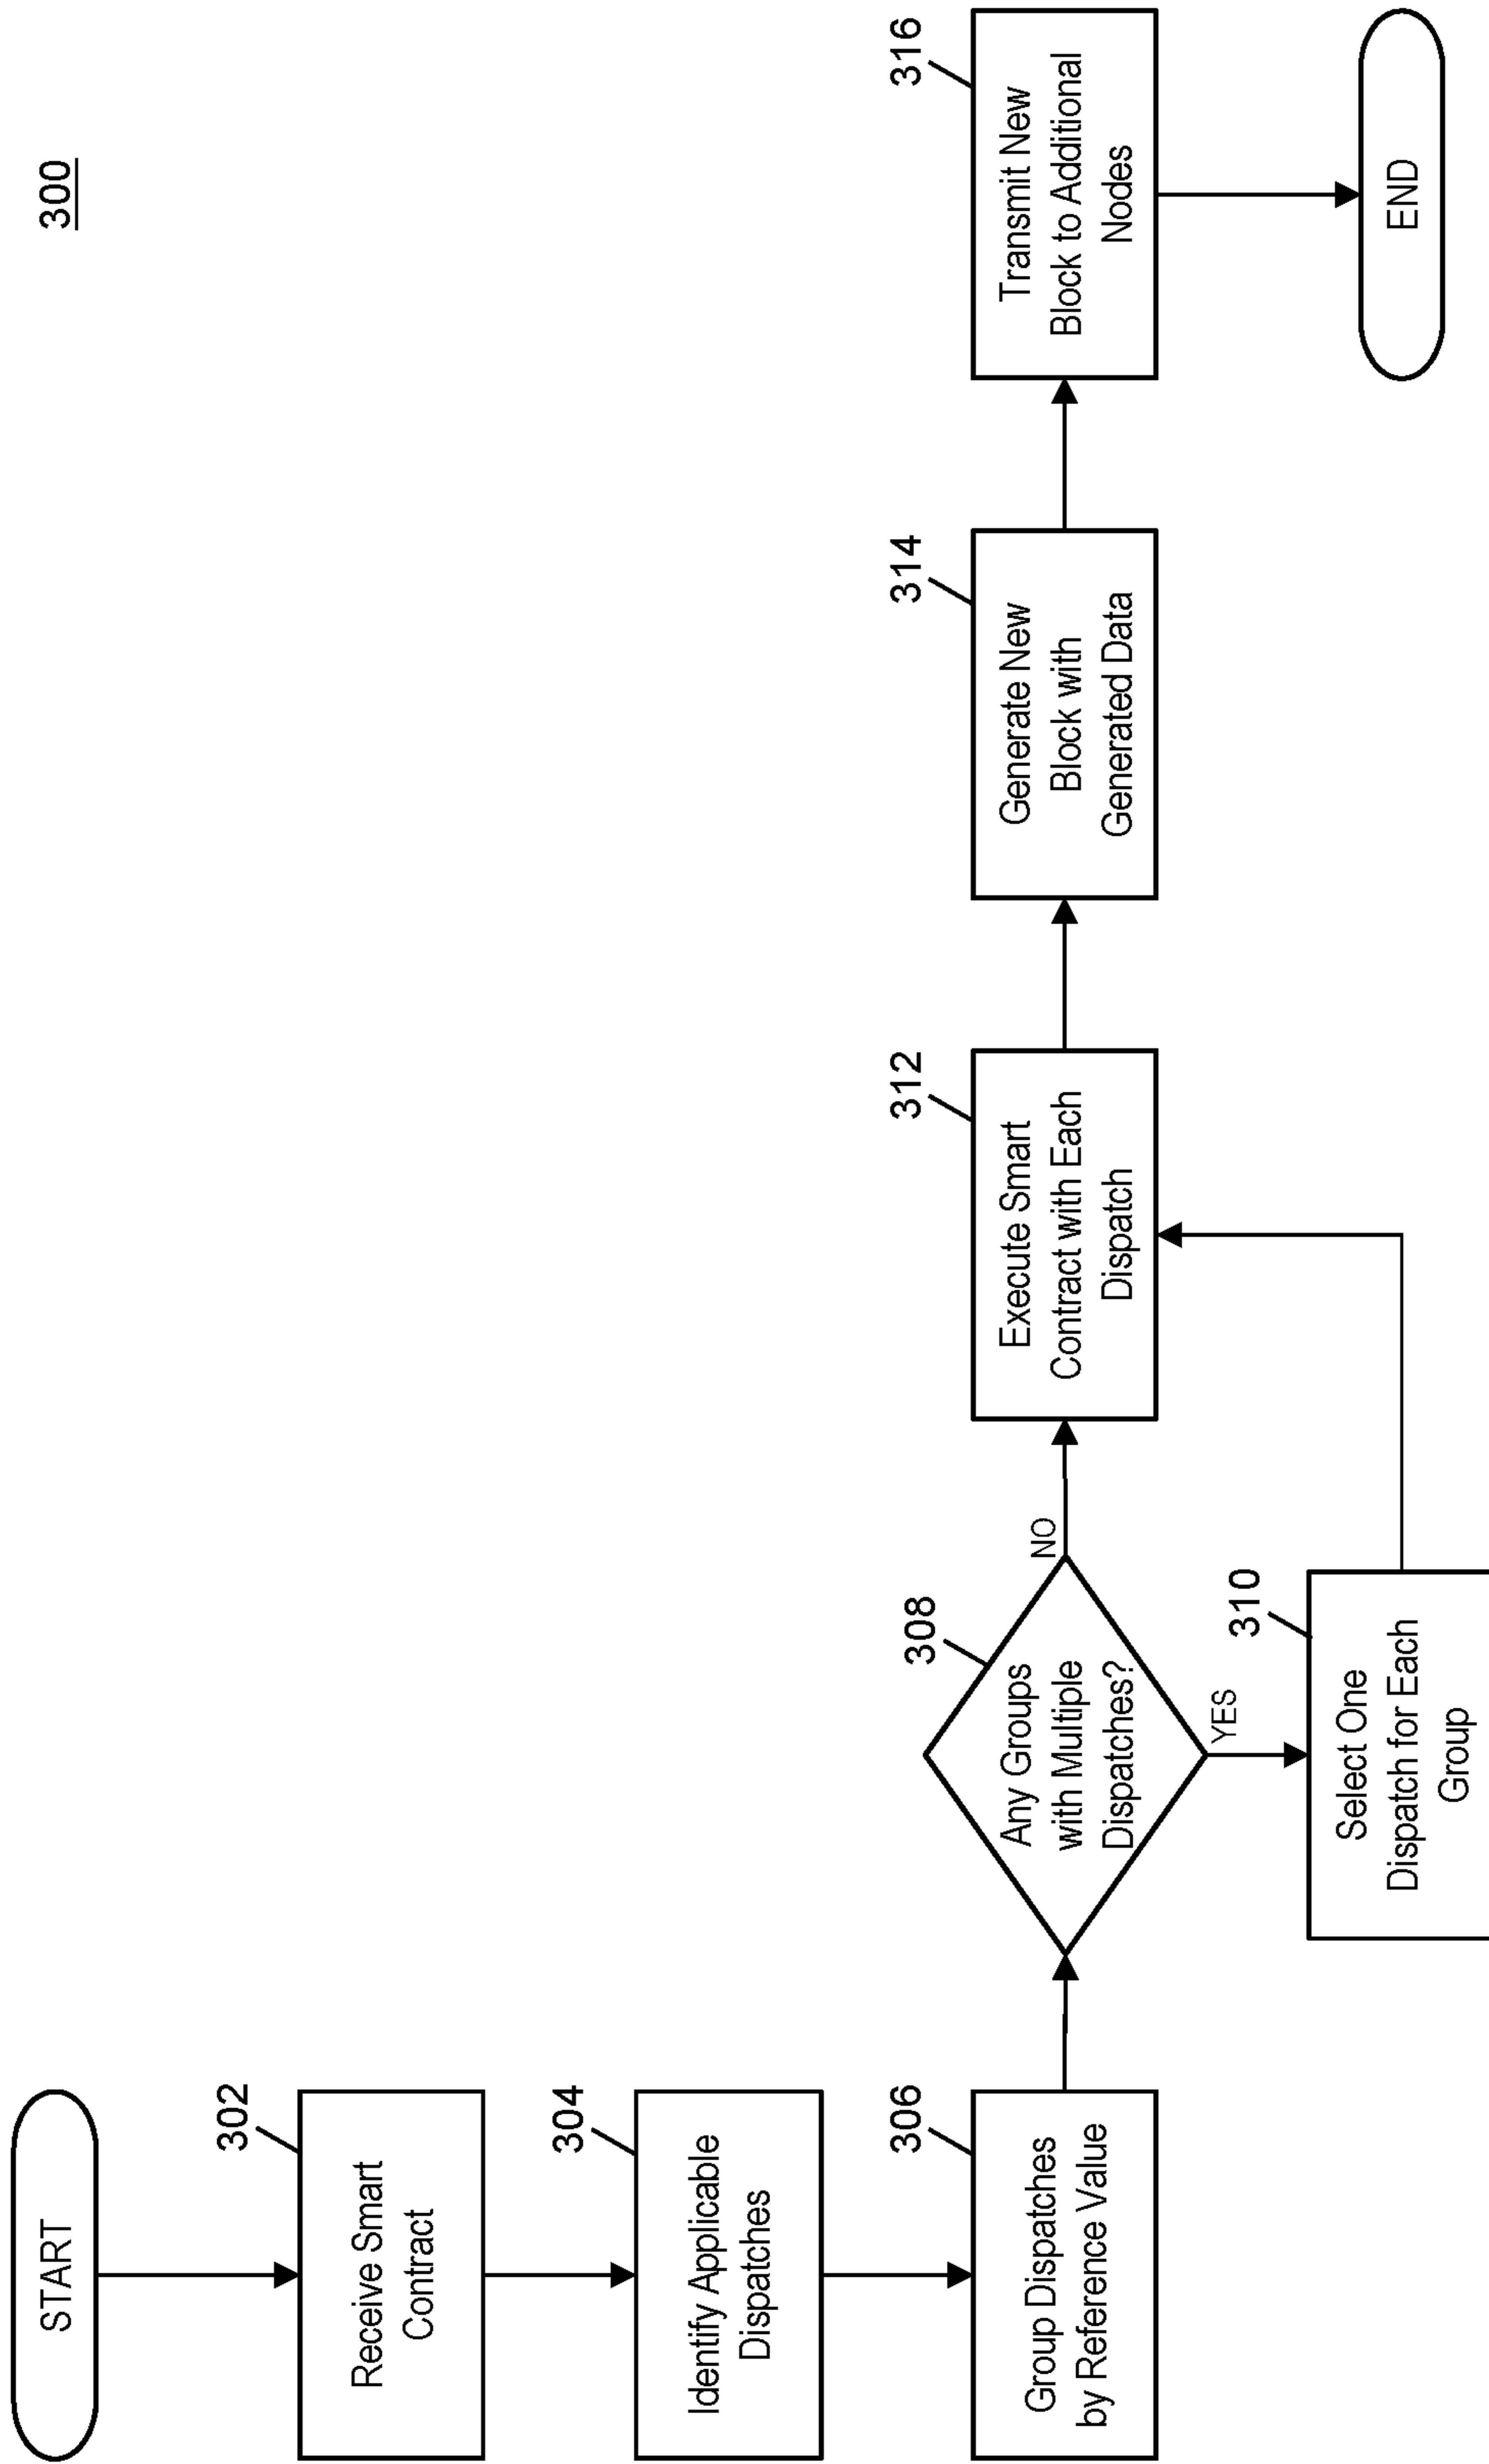 300
START
302
Receive Smart
Contract
304
Identify Applicable
Dispatches
306
Group Dispatches
by Reference Value
308
Any Groups
with Multiple
Dispatches?
NO
YES
310
Select One
Dispatch for Each
Group
312
Execute Smart
Contract with Each
Dispatch
314
Generate New
Block with
Generated Data
316
Transmit New
Block to Additional
Nodes
END